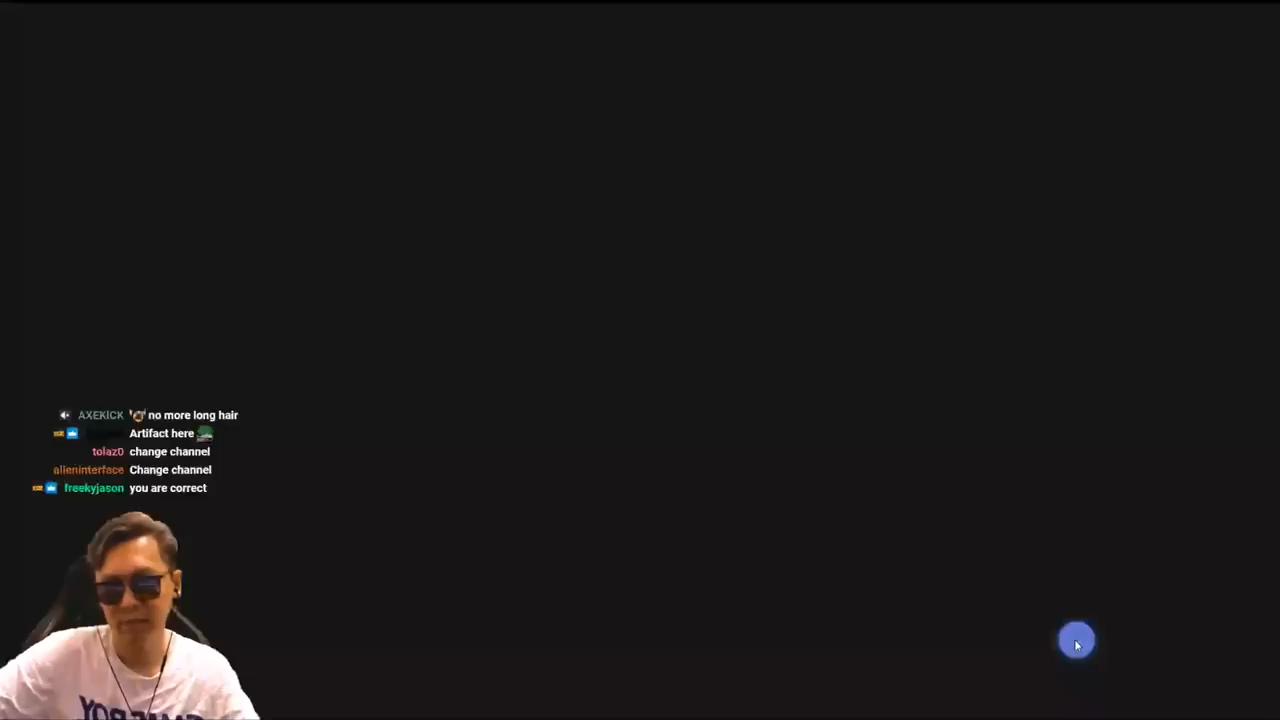 AXEKICK no more long hair
Artifact here
tolaz0 change channel
alieninterface Change channel
freekyjason you are correct